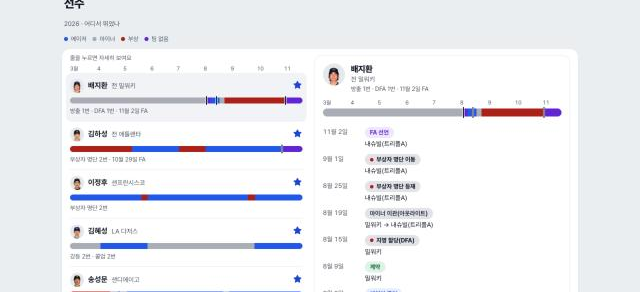 선수
2026 · 어디서 뛰었나
메이저 마이너 부상 팀 없음
줄을 누르면 자세히 보여요
3월 4 5 6 7 8 9 10 11
배지환 전 밀워키
방출 1번 · DFA 1번 · 11월 2일 FA
김하성 전 애틀랜타
부상자 명단 2번 · 10월 29일 FA
이정후 샌프란시스코
부상자 명단 2번
김혜성 LA 다저스
강등 2번 · 콜업 2번
송성문 샌디에이고
배지환
전 밀워키
방출 1번 · DFA 1번 · 11월 2일 FA
3월 4 5 6 7 8 9 10 11
11월 2일 FA 선언
내슈빌(트리플A)
9월 1일 부상자 명단 이동
내슈빌(트리플A)
8월 25일 부상자 명단 등재
내슈빌(트리플A)
8월 19일 마이너 이관(아웃라이트)
밀워키 → 내슈빌(트리플A)
8월 15일 지명 할당(DFA)
밀워키
8월 9일 계약
밀워키